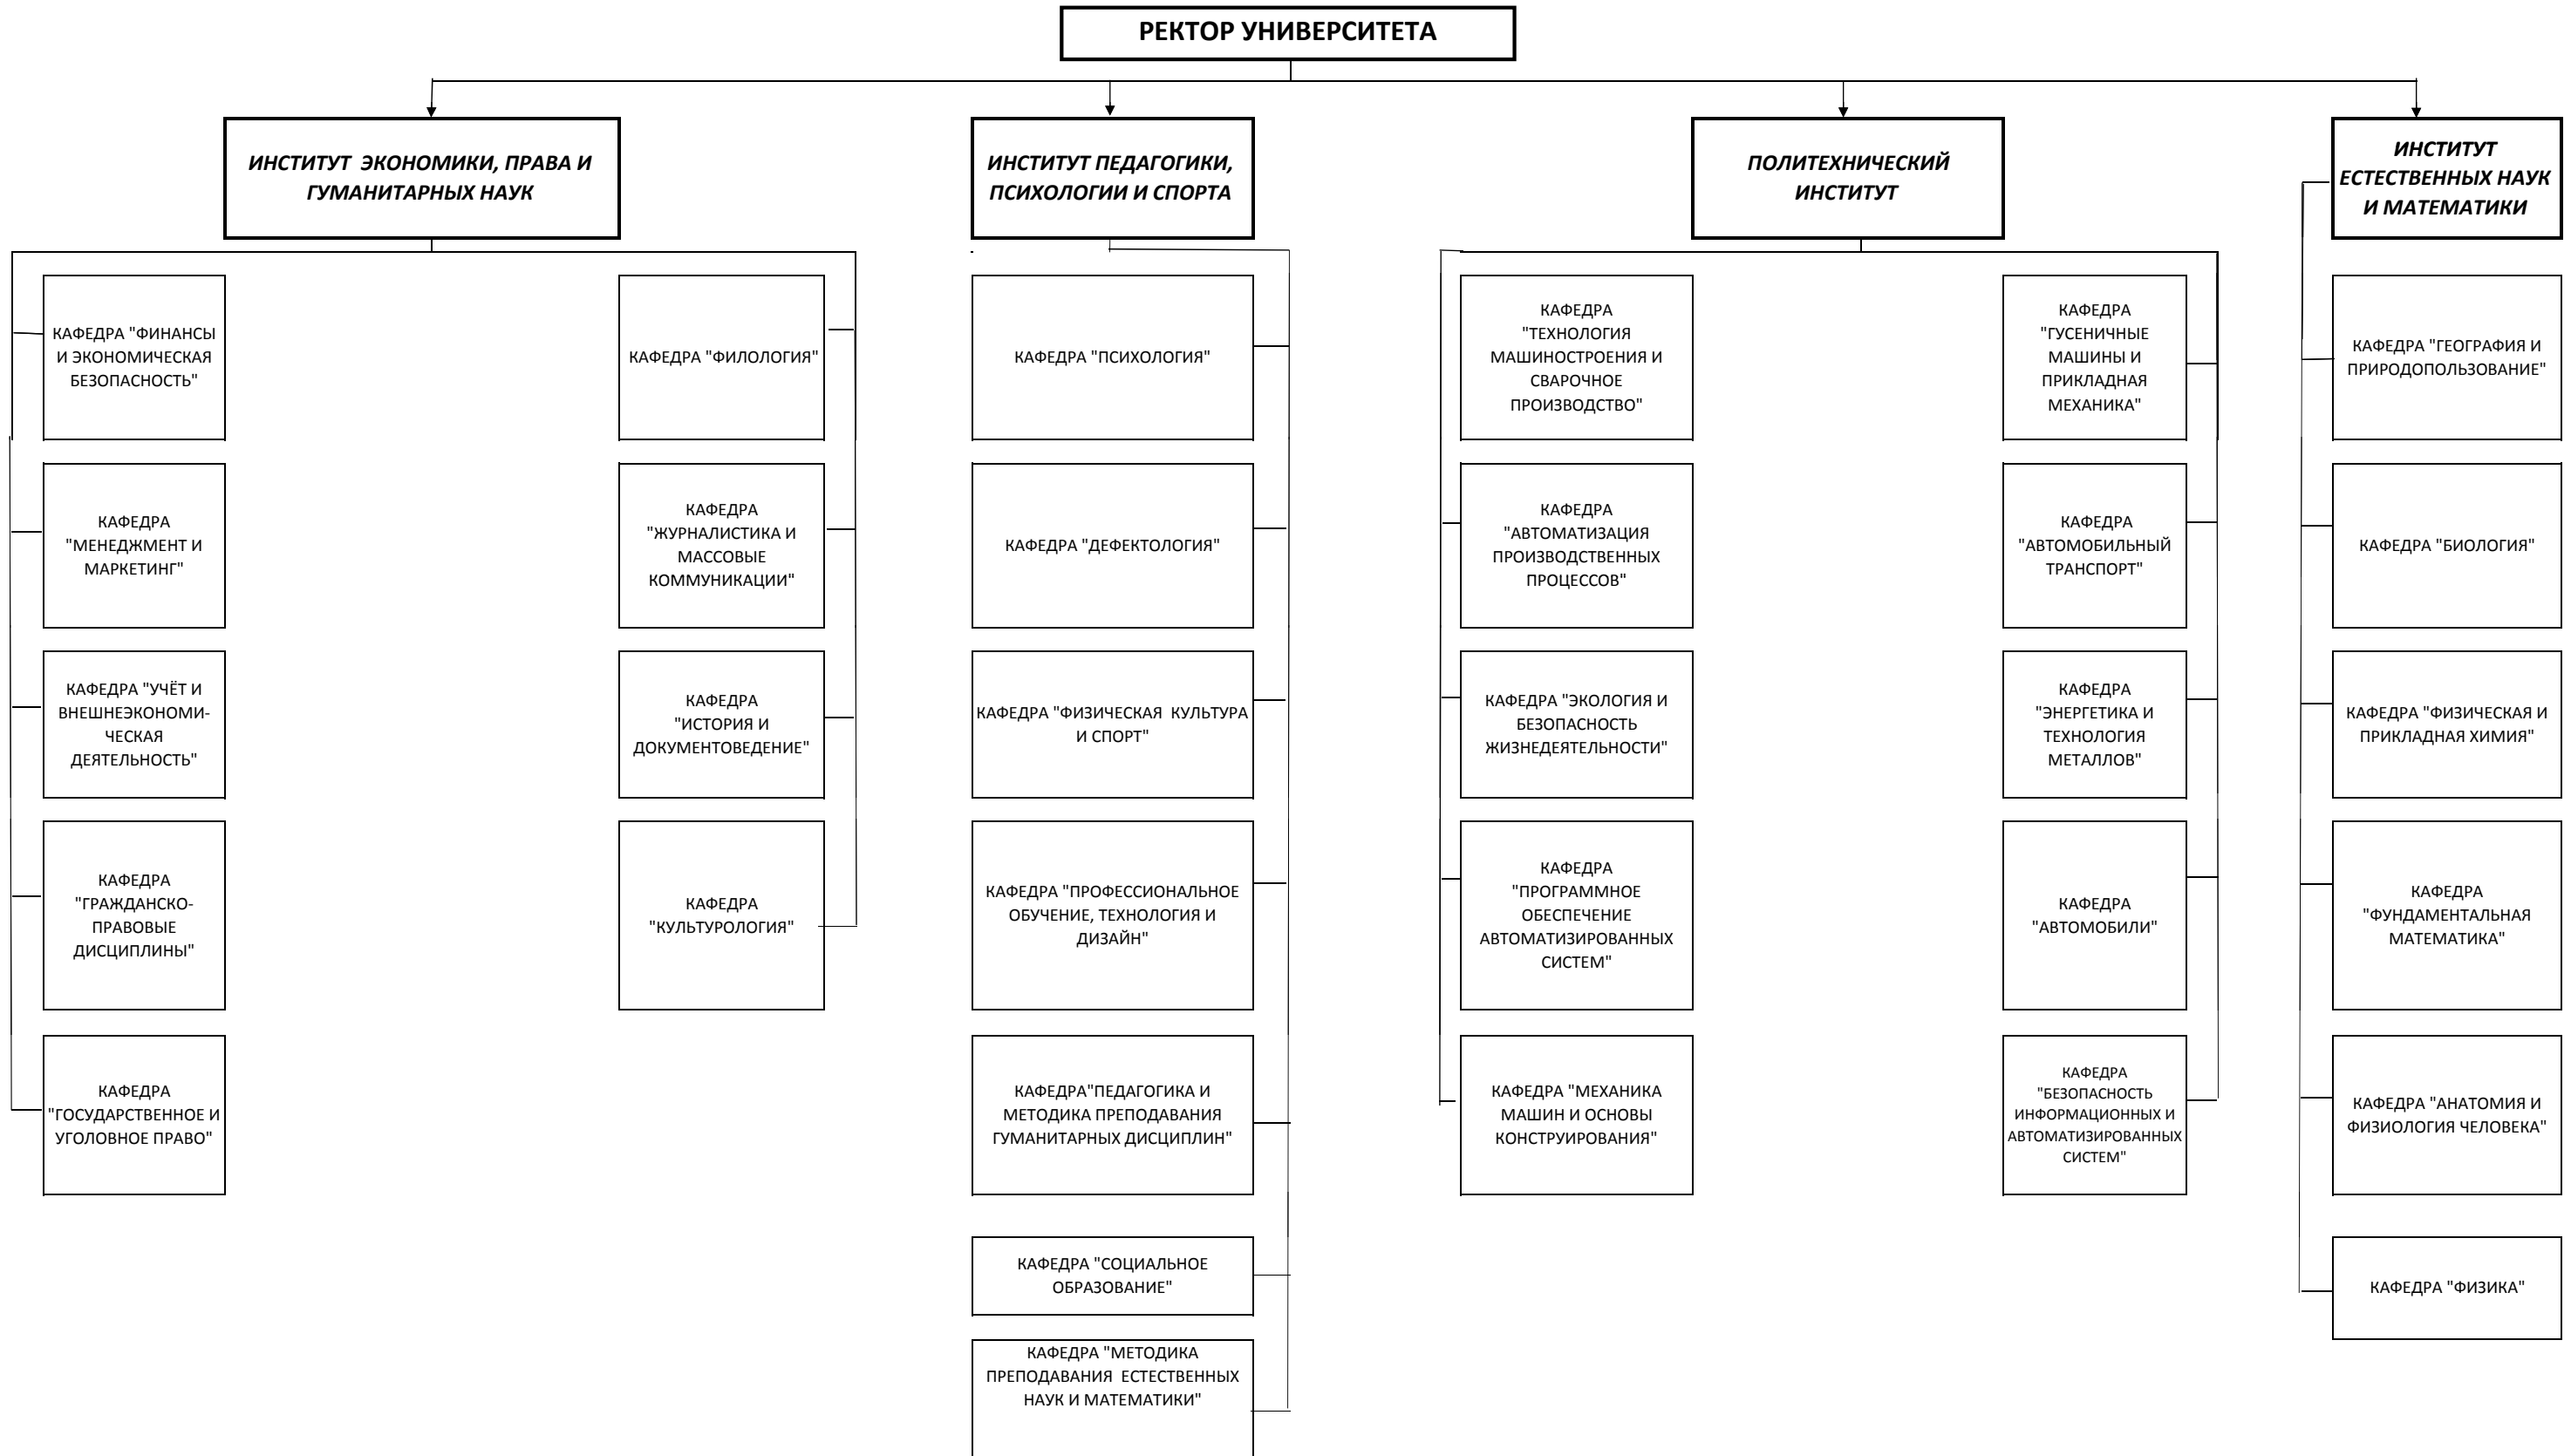 РЕКТОР УНИВЕРСИТЕТА
ИНСТИТУТ ЭКОНОМИКИ, ПРАВА И
ГУМАНИТАРНЫХ НАУК
ИНСТИТУТ ПЕДАГОГИКИ,
ПСИХОЛОГИИ И СПОРТА
ПОЛИТЕХНИЧЕСКИЙ
ИНСТИТУТ
ИНСТИТУТ
ЕСТЕСТВЕННЫХ НАУК
И МАТЕМАТИКИ
КАФЕДРА "ФИНАНСЫ
И ЭКОНОМИЧЕСКАЯ
БЕЗОПАСНОСТЬ"
КАФЕДРА "ФИЛОЛОГИЯ"
КАФЕДРА "ПСИХОЛОГИЯ"
КАФЕДРА
"ТЕХНОЛОГИЯ
МАШИНОСТРОЕНИЯ И
СВАРОЧНОЕ
ПРОИЗВОДСТВО"
КАФЕДРА
"ГУСЕНИЧНЫЕ
МАШИНЫ И
ПРИКЛАДНАЯ
МЕХАНИКА"
КАФЕДРА "ГЕОГРАФИЯ И
ПРИРОДОПОЛЬЗОВАНИЕ"
КАФЕДРА
"МЕНЕДЖМЕНТ И
МАРКЕТИНГ"
КАФЕДРА
"ЖУРНАЛИСТИКА И
МАССОВЫЕ
КОММУНИКАЦИИ"
КАФЕДРА "ДЕФЕКТОЛОГИЯ"
КАФЕДРА
"АВТОМАТИЗАЦИЯ
ПРОИЗВОДСТВЕННЫХ
ПРОЦЕССОВ"
КАФЕДРА
"АВТОМОБИЛЬНЫЙ
ТРАНСПОРТ"
КАФЕДРА "БИОЛОГИЯ"
КАФЕДРА "УЧЁТ И
ВНЕШНЕЭКОНОМИ-
ЧЕСКАЯ
ДЕЯТЕЛЬНОСТЬ"
КАФЕДРА
"ИСТОРИЯ И
ДОКУМЕНТОВЕДЕНИЕ"
КАФЕДРА "ФИЗИЧЕСКАЯ КУЛЬТУРА
И СПОРТ"
КАФЕДРА "ЭКОЛОГИЯ И
БЕЗОПАСНОСТЬ
ЖИЗНЕДЕЯТЕЛЬНОСТИ"
КАФЕДРА
"ЭНЕРГЕТИКА И
ТЕХНОЛОГИЯ
МЕТАЛЛОВ"
КАФЕДРА "ФИЗИЧЕСКАЯ И
ПРИКЛАДНАЯ ХИМИЯ"
КАФЕДРА
"ГРАЖДАНСКО-
ПРАВОВЫЕ
ДИСЦИПЛИНЫ"
КАФЕДРА
"КУЛЬТУРОЛОГИЯ"
КАФЕДРА "ПРОФЕССИОНАЛЬНОЕ
ОБУЧЕНИЕ, ТЕХНОЛОГИЯ И
ДИЗАЙН"
КАФЕДРА
"ПРОГРАММНОЕ
ОБЕСПЕЧЕНИЕ
АВТОМАТИЗИРОВАННЫХ
СИСТЕМ"
КАФЕДРА
"АВТОМОБИЛИ"
КАФЕДРА
"ФУНДАМЕНТАЛЬНАЯ
МАТЕМАТИКА"
КАФЕДРА
"ГОСУДАРСТВЕННОЕ И
УГОЛОВНОЕ ПРАВО"
КАФЕДРА"ПЕДАГОГИКА И
МЕТОДИКА ПРЕПОДАВАНИЯ
ГУМАНИТАРНЫХ ДИСЦИПЛИН"
КАФЕДРА "МЕХАНИКА
МАШИН И ОСНОВЫ
КОНСТРУИРОВАНИЯ"
КАФЕДРА
"БЕЗОПАСНОСТЬ
ИНФОРМАЦИОННЫХ И
АВТОМАТИЗИРОВАННЫХ
СИСТЕМ"
КАФЕДРА "АНАТОМИЯ И
ФИЗИОЛОГИЯ ЧЕЛОВЕКА"
КАФЕДРА "СОЦИАЛЬНОЕ
ОБРАЗОВАНИЕ"
КАФЕДРА "ФИЗИКА"
КАФЕДРА "МЕТОДИКА
ПРЕПОДАВАНИЯ ЕСТЕСТВЕННЫХ
НАУК И МАТЕМАТИКИ"